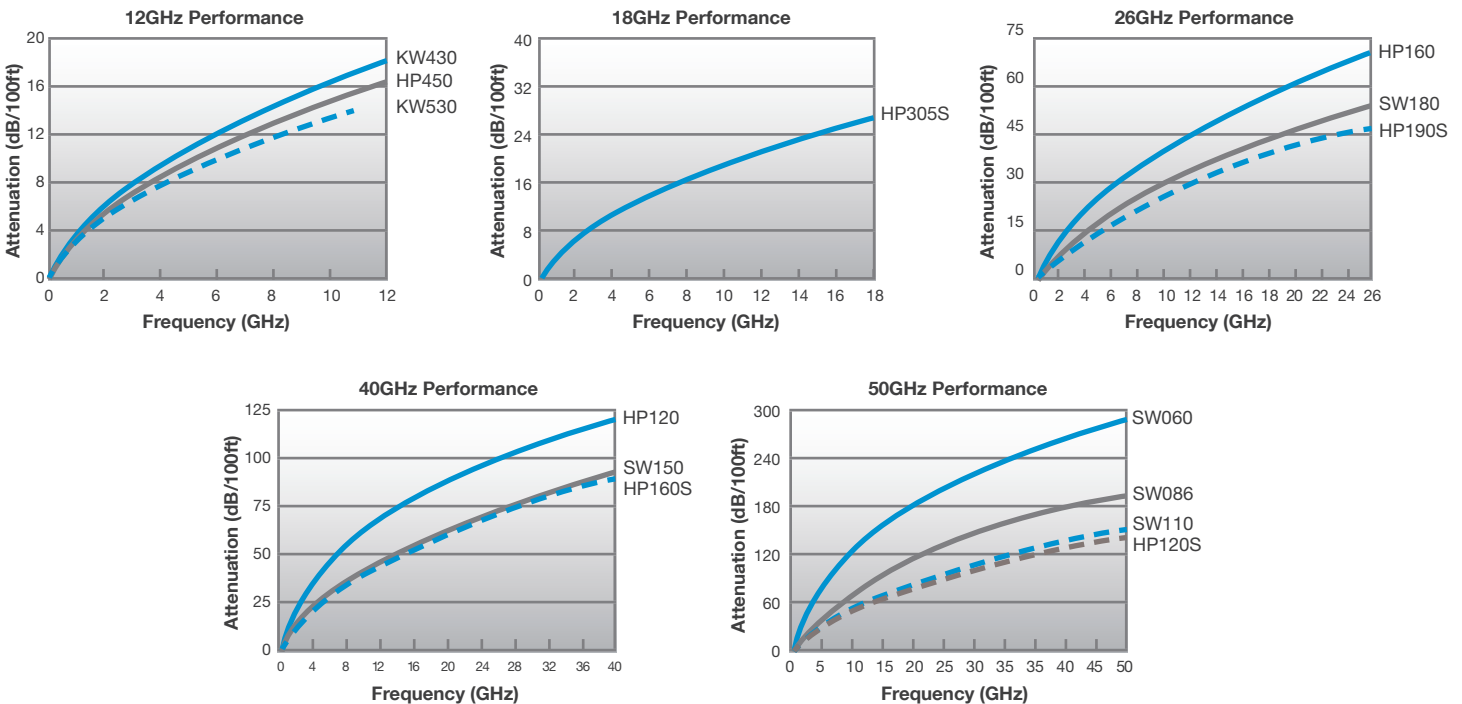 12GHz Performance
Attenuation (dB/100ft)
20
16
12
8
4
0
0 2 4 6 8 10 12
Frequency (GHz)
KW430
HP450
KW530
18GHz Performance
Attenuation (dB/100ft)
40
32
24
16
8
0
0 2 4 6 8 10 12 14 16 18
Frequency (GHz)
HP305S
26GHz Performance
Attenuation (dB/100ft)
75
60
45
30
15
0
0 2 4 6 8 10 12 14 16 18 20 22 24 26
Frequency (GHz)
HP160
SW180
HP190S
40GHz Performance
Attenuation (dB/100ft)
125
100
75
50
25
0
0 4 8 12 16 20 24 28 32 36 40
Frequency (GHz)
HP120
SW150
HP160S
50GHz Performance
Attenuation (dB/100ft)
300
240
180
120
60
0
0 5 10 15 20 25 30 35 40 45 50
Frequency (GHz)
SW060
SW086
SW110
HP120S